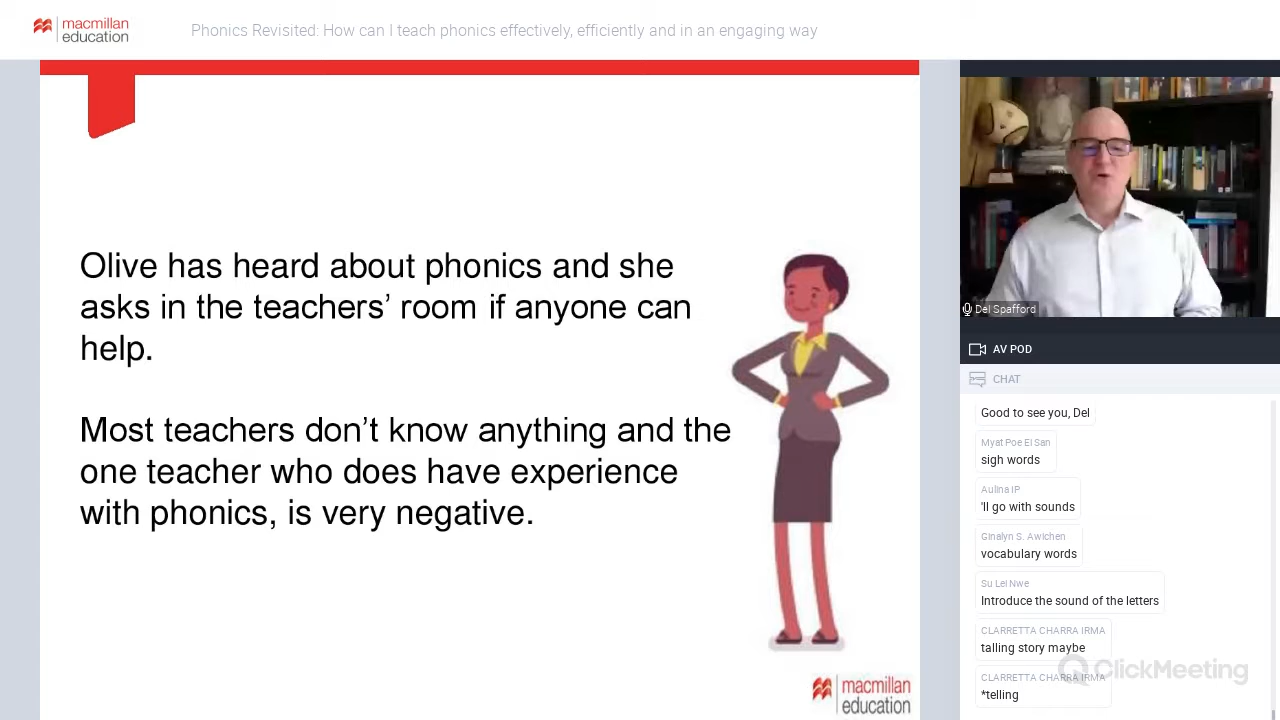 macmillan
education
Phonics Revisited: How can I teach phonics effectively, efficiently and in an engaging way
Olive has heard about phonics and she
asks in the teachers' room if anyone can
help.
Most teachers don't know anything and the
one teacher who does have experience
with phonics, is very negative.
macmillan
education
Del Spafford
AV POD
CHAT
Good to see you, Del
Myat Poe El San
sigh words
Aulina IP
'll go with sounds
Ginalyn S. Awichen
vocabulary words
Su Lei Nwe
Introduce the sound of the letters
CLARRETTA CHARRA IRMA
talling story maybe
CLARRETTA CHARRA IRMA
*telling
ClickMeeting